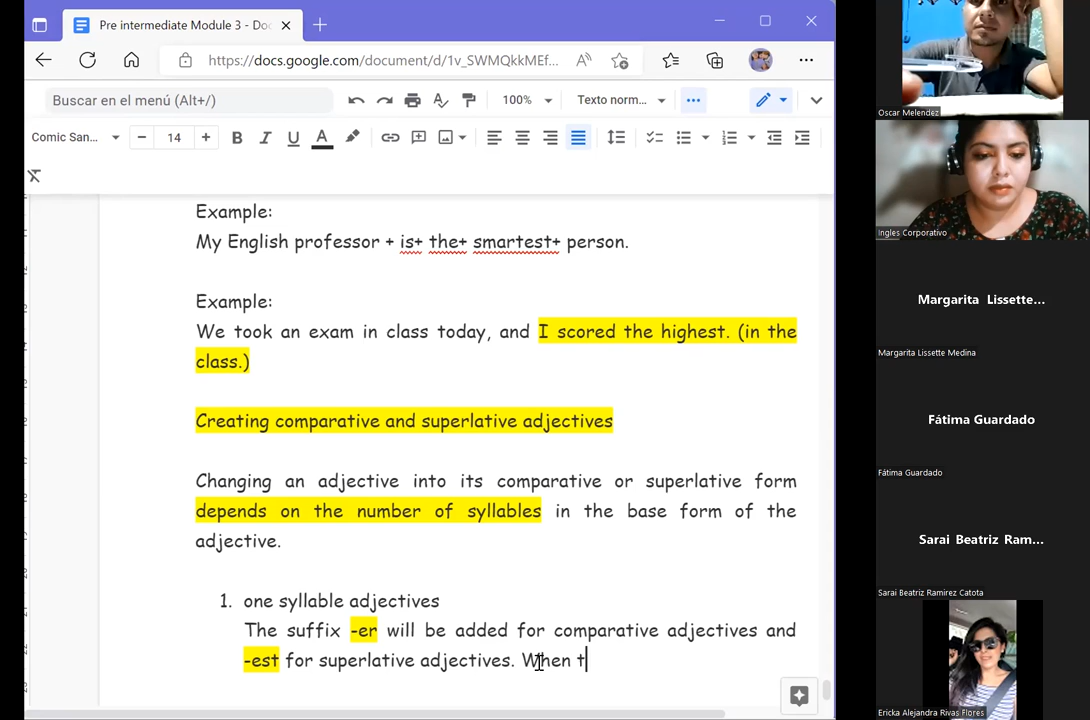 Pre intermediate Module 3 - Doc
https://docs.google.com/document/d/1v_SWMQkkMEf...
Buscar en el menú (Alt+/)
100%
Texto norm...
Comic San...
14
Example:
My English professor + is+ the+ smartest+ person.
Example:
We took an exam in class today, and I scored the highest. (in the
class.)
Creating comparative and superlative adjectives
Changing an adjective into its comparative or superlative form
depends on the number of syllables in the base form of the
adjective.
1. one syllable adjectives
The suffix -er will be added for comparative adjectives and
-est for superlative adjectives. When t
Oscar Melendez
Ingles Corporativo
Margarita Lissette...
Margarita Lissette Medina
Fátima Guardado
Fátima Guardado
Sarai Beatriz Ram...
Sarai Beatriz Ramirez Catota
Ericka Alejandra Rivas Flores